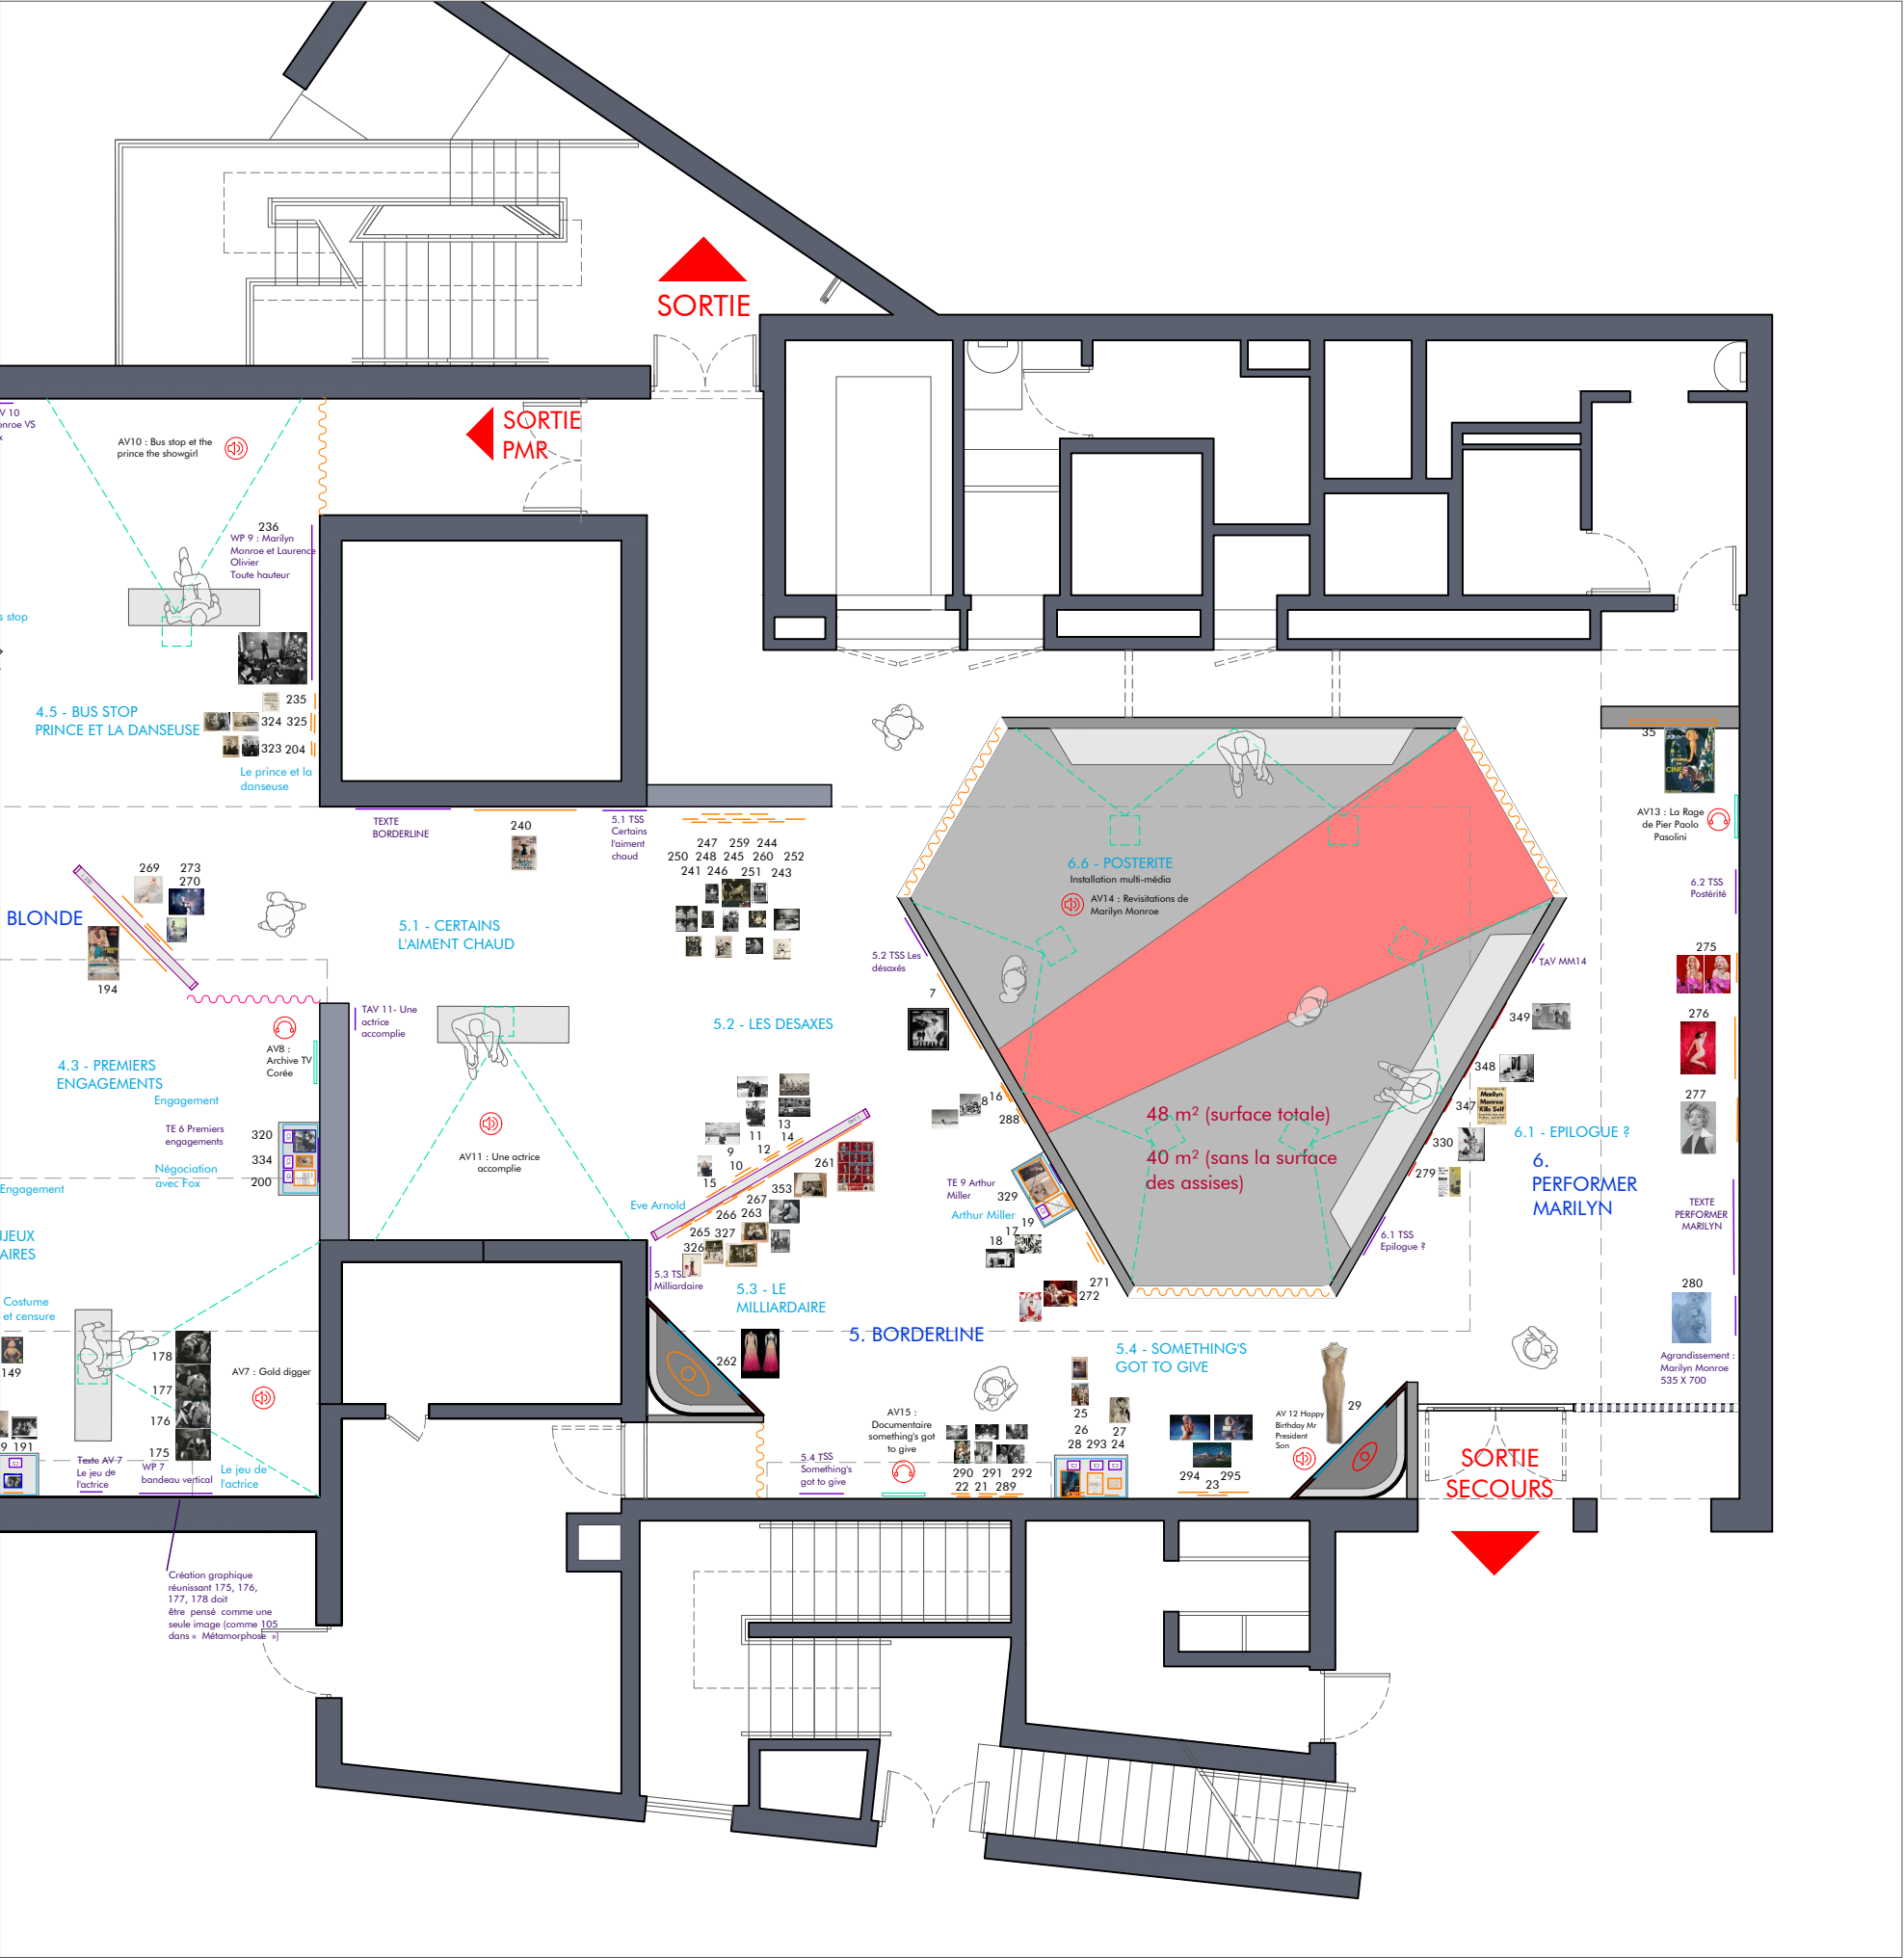 SORTIE
SORTIE
PMR
V 10
onroe VS
x
AV10 : Bus stop et the
prince the showgirl
236
WP 9 : Marilyn
Monroe et Laurence
Olivier
Toute hauteur
s stop
235
324 325
323 204
4.5 - BUS STOP
PRINCE ET LA DANSEUSE
Le prince et la
danseuse
TEXTE
BORDERLINE
240
5.1 TSS
Certains
l'aiment
chaud
247 259 244
250 248 245 260 252
241 246 251 243
269 273
270
BLONDE
194
5.1 - CERTAINS
L'AIMENT CHAUD
5.2 - LES DESAXES
TAV 11- Une
actrice
accomplie
AV8 :
Archive TV
Corée
4.3 - PREMIERS
ENGAGEMENTS
Engagement
TE 6 Premiers
engagements
320
334
200
Négociation
avec Fox
Engagement
NJEUX
AIRES
AV11 : Une actrice
accomplie
13
11 14
9 12
10
15
261
353
267
266 263
265 327
326
Eve Arnold
5.3 TSS
Milliardaire
5.3 - LE
MILLIARDAIRE
5. BORDERLINE
262
Costume
et censure
149
9 191
178
177
176
175
AV7 : Gold digger
Texte AV 7
Le jeu de
l'actrice
WP 7
bandeau vertical
Le jeu de
l'actrice
Création graphique
réunissant 175, 176,
177, 178 doit
être pensé comme une
seule image (comme 105
dans « Métamorphose »)
6.6 - POSTERITE
Installation multi-média
AV14 : Revisitations de
Marilyn Monroe
48 m² (surface totale)
40 m² (sans la surface
des assises)
5.2 TSS Les
désaxés
7
8 16
288
TE 9 Arthur
Miller
329
Arthur Miller
19
17
18
271
272
5.4 - SOMETHING'S
GOT TO GIVE
AV15 :
Documentaire
something's got
to give
5.4 TSS
Something's
got to give
290 291 292
22 21 289
25
26 27
28 293 24
294 295
23
AV 12 Happy
Birthday Mr
President
Son
29
SORTIE
SECOURS
35
AV13 : La Rage
de Pier Paolo
Pasolini
6.2 TSS
Postérité
TAV MM14
275
276
277
349
348
347
Marilyn
Monroe
Kills Self
330
279
6.1 - EPILOGUE ?
6.
PERFORMER
MARILYN
TEXTE
PERFORMER
MARILYN
6.1 TSS
Epilogue ?
280
Agrandissement :
Marilyn Monroe
535 X 700